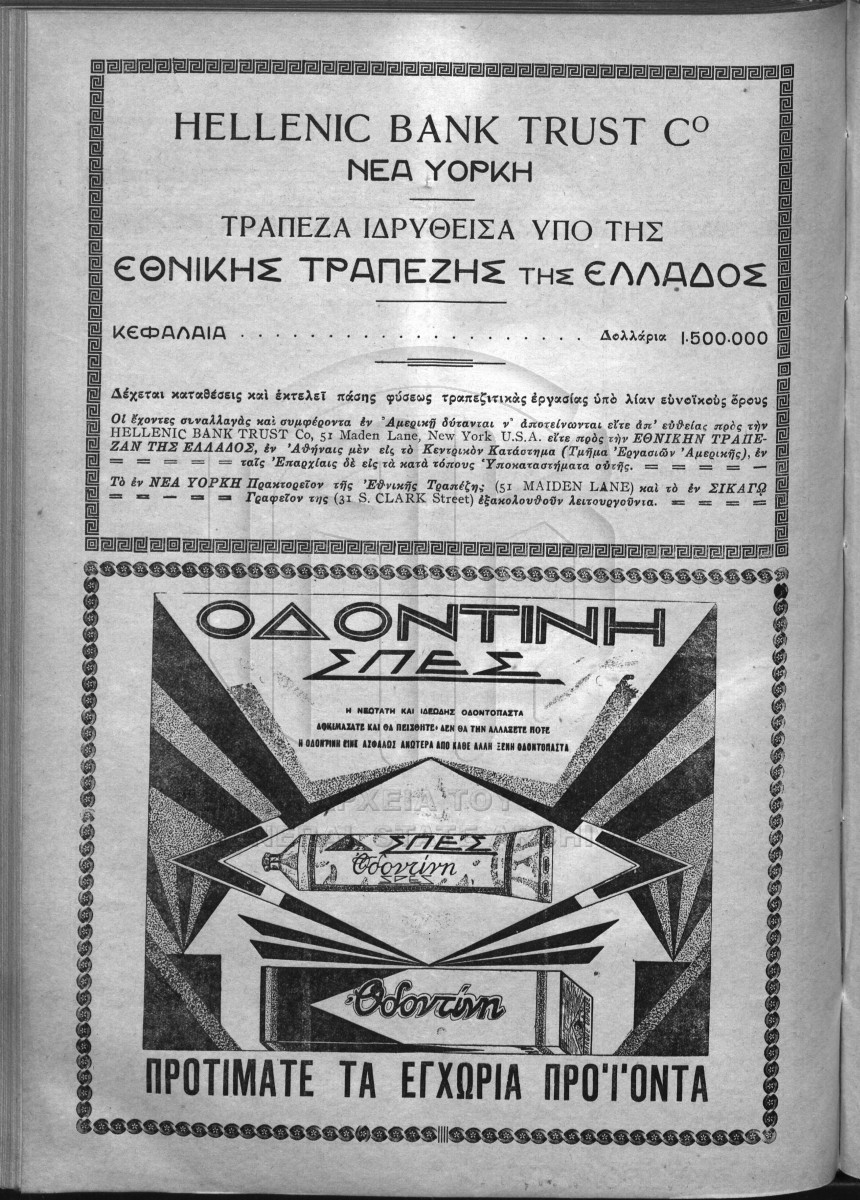 HELLENIC BANK TRUST Cº
ΝΕΑ ΥΟΡΚΗ
ΤΡΑΠΕΖΑ ΙΔΡΥΘΕΙΣΑ ΥΠΟ ΤΗΣ
ΕΘΝΙΚΗΣ ΤΡΑΠΕΖΗΣ ΤΗΣ ΕΛΛΑΔΟΣ
ΚΕΦΑΛΑΙΑ . . . . . . . . . . . . . . . . . . . . . Δολλάρια 1.500.000
Δέχεται καταθέσεις καὶ ἐκτελεῖ πάσης φύσεως τραπεζιτικὰς ἐργασίας ὑπὸ λίαν εὐνοϊκοὺς ὅρους
Οἱ ἔχοντες συναλλαγὰς καὶ συμφέροντα ἐν Ἀμερικῇ δύτανται ν' ἀποτείνωνται εἴτε ἀπ' εὐθείας πρὸς τὴν
HELLENIC BANK TRUST Co, 51 Maden Lane, New York U.S.A. εἴτε πρὸς τὴν ΕΘΝΙΚΗΝ ΤΡΑΠΕ-
ΖΑΝ ΤΗΣ ΕΛΛΑΔΟΣ, ἐν Ἀθήναις μὲν εἰς τὸ Κεντρικὸν Κατάστημα (Τμῆμα Ἐργασιῶν Ἀμερικῆς), ἐν
= = = — = = ταῖς Ἐπαρχίαις δὲ εἰς τὰ κατὰ τόπους Ὑποκαταστήματα οὐτῆς. = = = = —
Τὸ ἐν ΝΕΑ ΥΟΡΚΗ Πρακτορεῖον τῆς Ἐθνικῆς Τραπέζης (51 MAIDEN LANE) καὶ τὸ ἐν ΣΙΚΑΓΩ
= = — = = Γραφεῖον της (31 S. CLARK Street) ἐξακολουθοῦν λειτουργοῦντα. = = = =
ΟΔΟΝΤΙΝΗ
ΣΠΕΣ
Η ΝΕΩΤΑΤΗ ΚΑΙ ΙΔΕΩΔΗΣ ΟΔΟΝΤΟΠΑΣΤΑ
ΔΟΚΙΜΑΣΑΤΕ ΚΑΙ ΘΑ ΠΕΙΣΘΗΤΕ· ΔΕΝ ΘΑ ΤΗΝ ΑΛΛΑΞΕΤΕ ΠΟΤΕ
Η ΟΔΟΝΤΙΝΗ ΕΙΝΕ ΑΣΦΑΛΩΣ ΑΝΩΤΕΡΑ ΑΠΟ ΚΑΘΕ ΑΛΛΗ ΞΕΝΗ ΟΔΟΝΤΟΠΑΣΤΑ
ΣΠΕΣ
Ὀδοντίνη
SPES
Ὀδοντίνη
ΠΡΟΤΙΜΑΤΕ ΤΑ ΕΓΧΩΡΙΑ ΠΡΟΪΟΝΤΑ